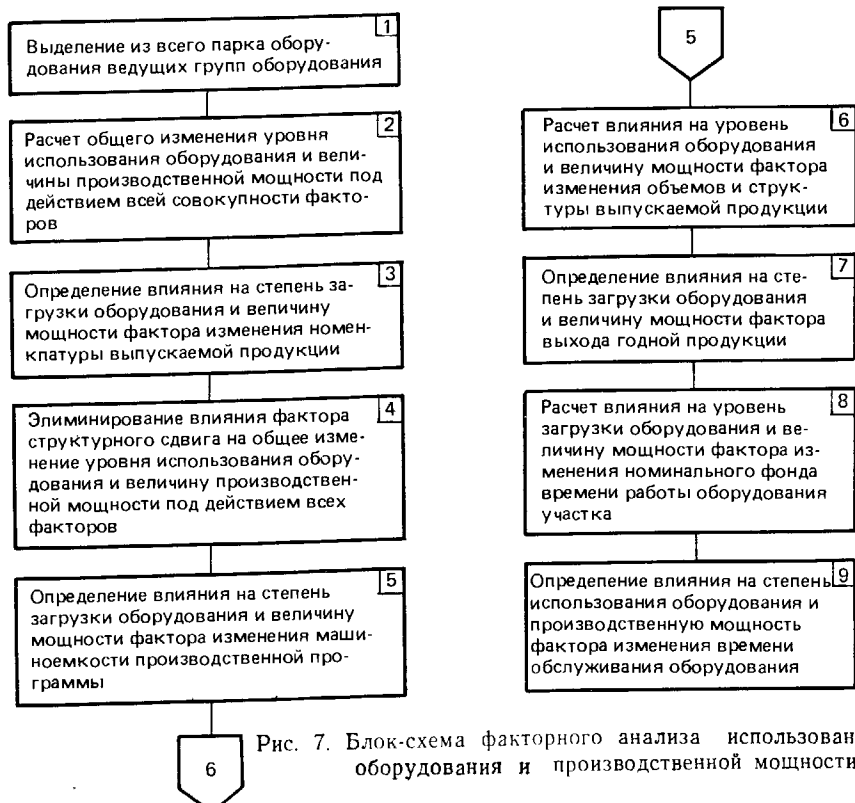 1
Выделение из всего парка обору-
дования ведущих групп оборудования
2
Расчет общего изменения уровня
использования оборудования и вели-
чины производственной мощности под
действием всей совокупности факто-
ров
3
Определение влияния на степень за-
грузки оборудования и величину
мощности фактора изменения номен-
клатуры выпускаемой продукции
4
Элиминирование влияния фактора
структурного сдвига на общее изме-
нение уровня использования обору-
дования и величину производствен-
ной мощности под действием всех
факторов
5
Определение влияния на степень
загрузки оборудования и величину
мощности фактора изменения маши-
ноемкости производственной про-
граммы
6
5
6
Расчет влияния на уровень
использования оборудования
и величину мощности фактора
изменения объемов и струк-
туры выпускаемой продукции
7
Определение влияния на сте-
пень загрузки оборудования
и величину мощности фактора
выхода годной продукции
8
Расчет влияния на уровень
загрузки оборудования и ве-
личину мощности фактора из-
менения номинального фонда
времени работы оборудования
участка
9
Определение влияния на степень
использования оборудования и
производственную мощность
фактора изменения времени
обслуживания оборудования
Рис. 7. Блок-схема факторного анализа использован
оборудования и производственной мощности